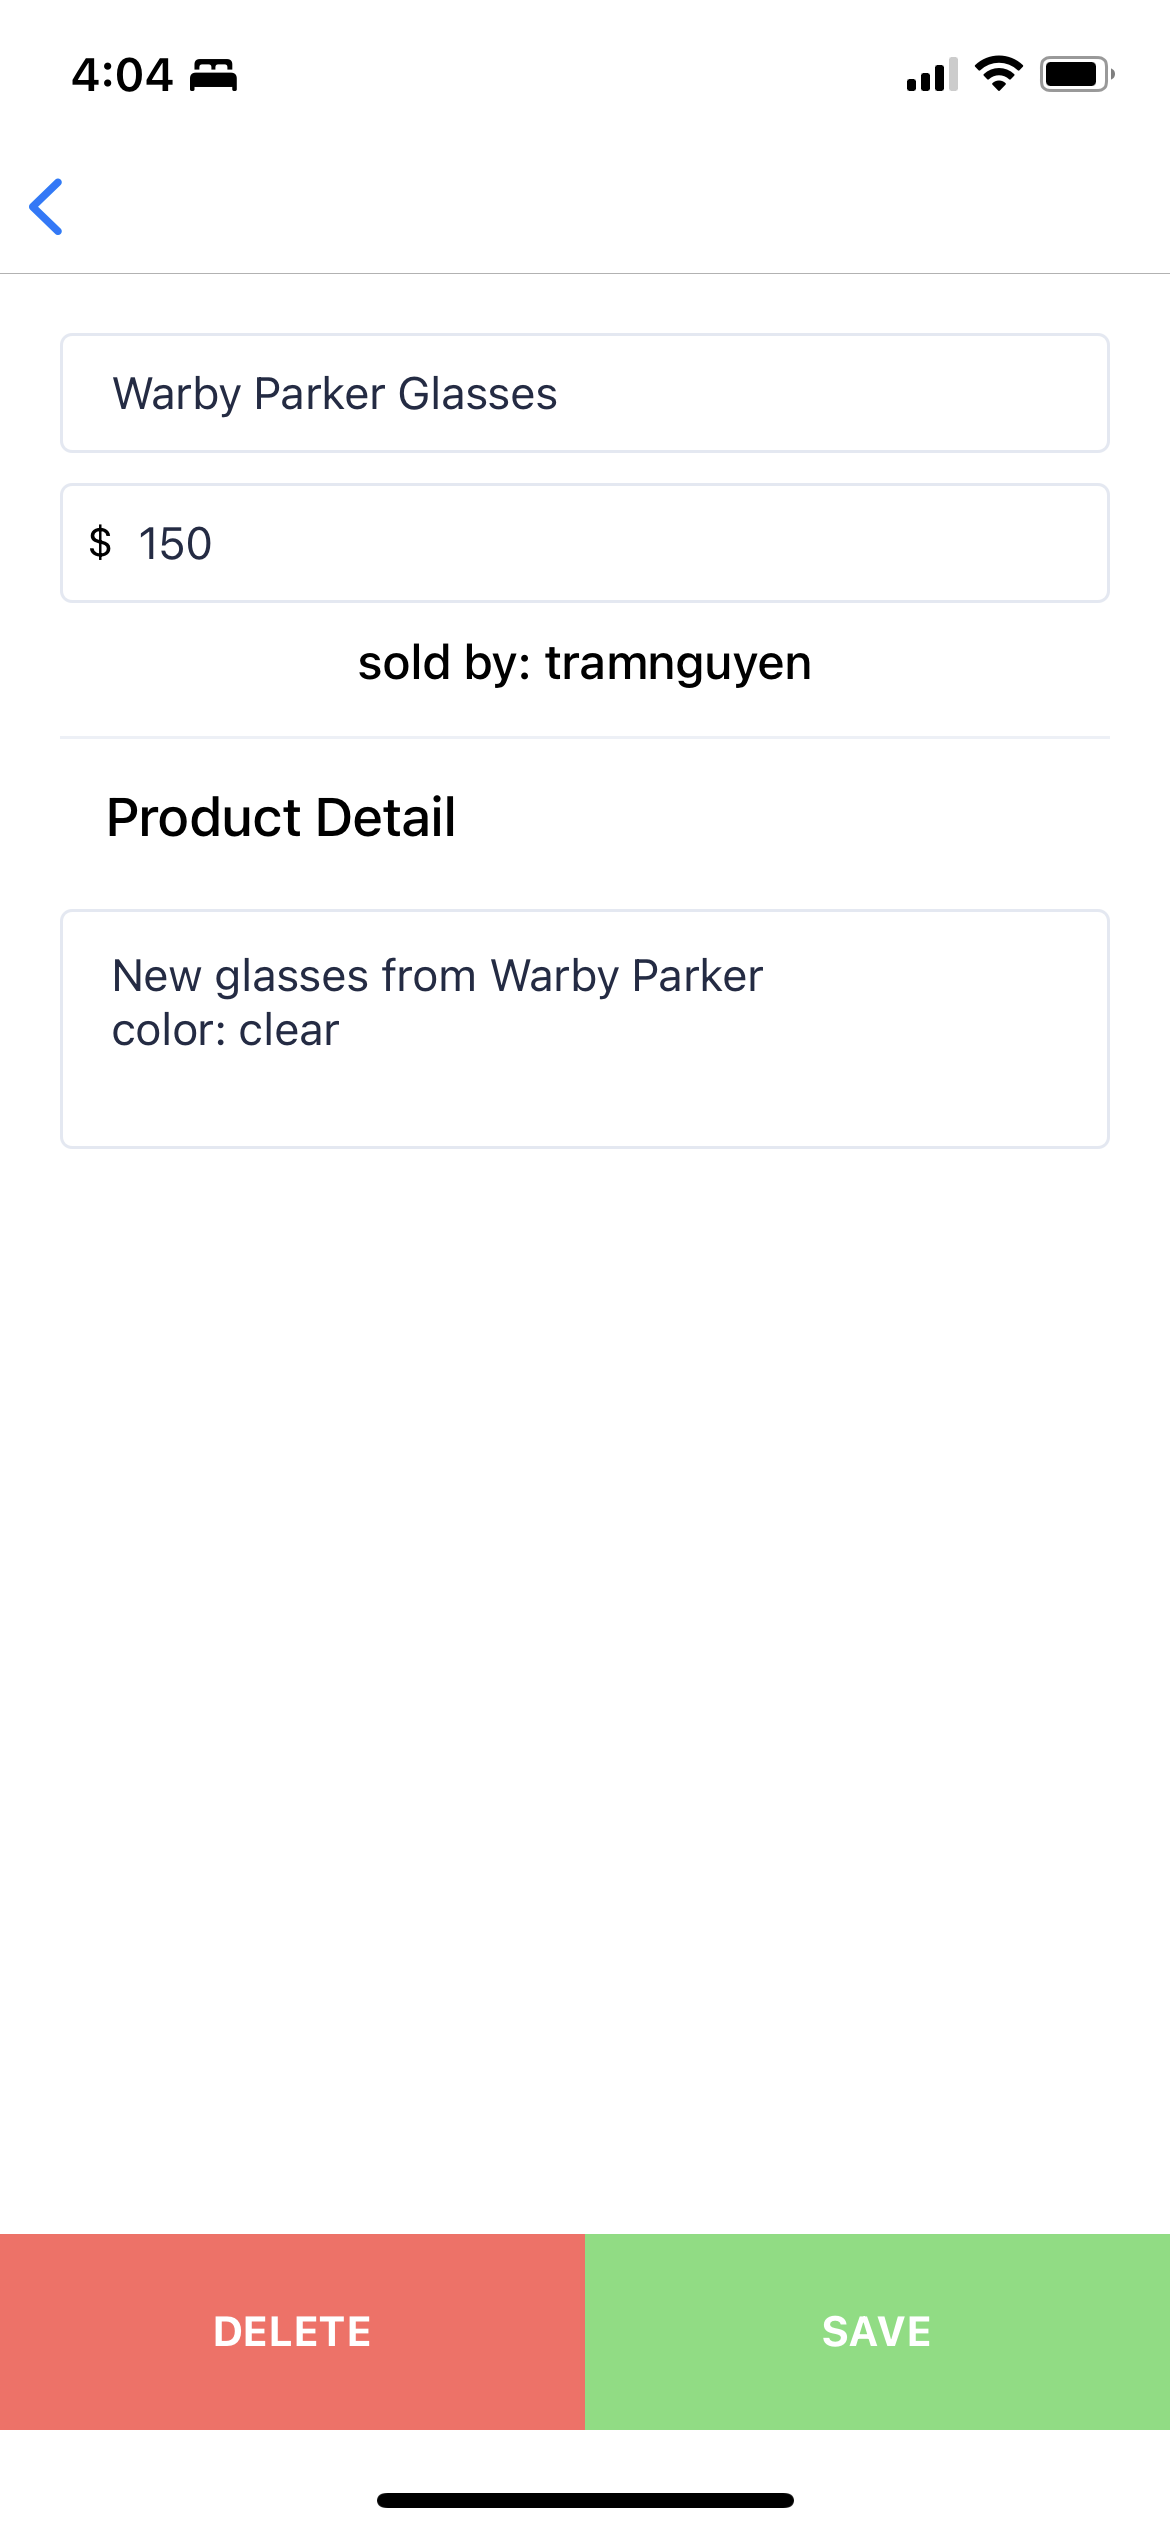 4:04
Warby Parker Glasses
$ 150
sold by: tramnguyen
Product Detail
New glasses from Warby Parker
color: clear
DELETE
SAVE